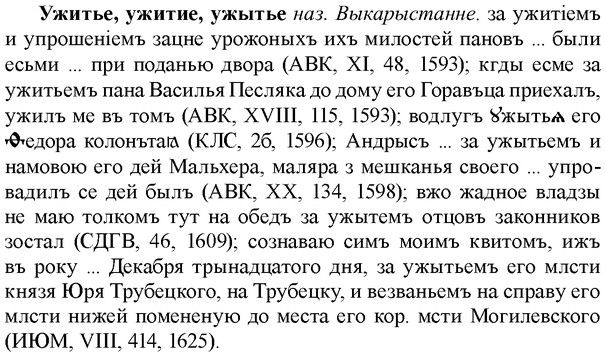 Ужитье, ужитие, ужытье наз. Выкарыстанне. за ужитіемъ
и упрошеніемъ зацне урожоныхъ ихъ милостей пановъ ... были
есьми ... при поданью двора (АВК, XI, 48, 1593); кгды есме за
ужитьемъ пана Василья Песляка до дому его Горавъца приехалъ,
ужилъ ме въ томъ (АВК, XVIII, 115, 1593); водлугъ ꙋжытьѧ его
Ѳедора колонътаꙗ (КЛС, 2б, 1596); Андрысъ ... за ужытьемъ и
намовою его дей Мальхера, маляра з мешканья своего ... упро-
вадилъ се дей былъ (АВК, XX, 134, 1598); вжо жадное владзы
не маю толкомъ тут на обедъ за ужытемъ отцовъ законников
зостал (СДГВ, 46, 1609); сознаваю симъ моимъ квитомъ, ижъ
въ року ... Декабря трынадцатого дня, за ужытьемъ его млсти
князя Юря Трубецкого, на Трубецку, и везваньемъ на справу его
млсти нижей помененую до места его кор. мсти Могилевского
(ИЮМ, VIII, 414, 1625).